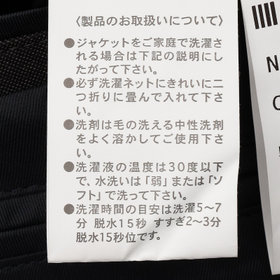 〈製品のお取扱いについて〉
●ジャケットをご家庭で洗濯さ
れる場合は下記の説明にし
たがって下さい。
●必ず洗濯ネットにきれいに二
つ折りに畳んで入れて下さ
い。
●洗剤は毛の洗える中性洗剤
をよく溶かしてご使用下さ
い。
●洗濯液の温度は30度以下
で、水洗いは「弱」または「ソ
フト」で洗って下さい。
●洗濯時間の目安は洗濯5〜7
分 脱水15秒 すすぎ2〜3分
脱水15秒位です。
N